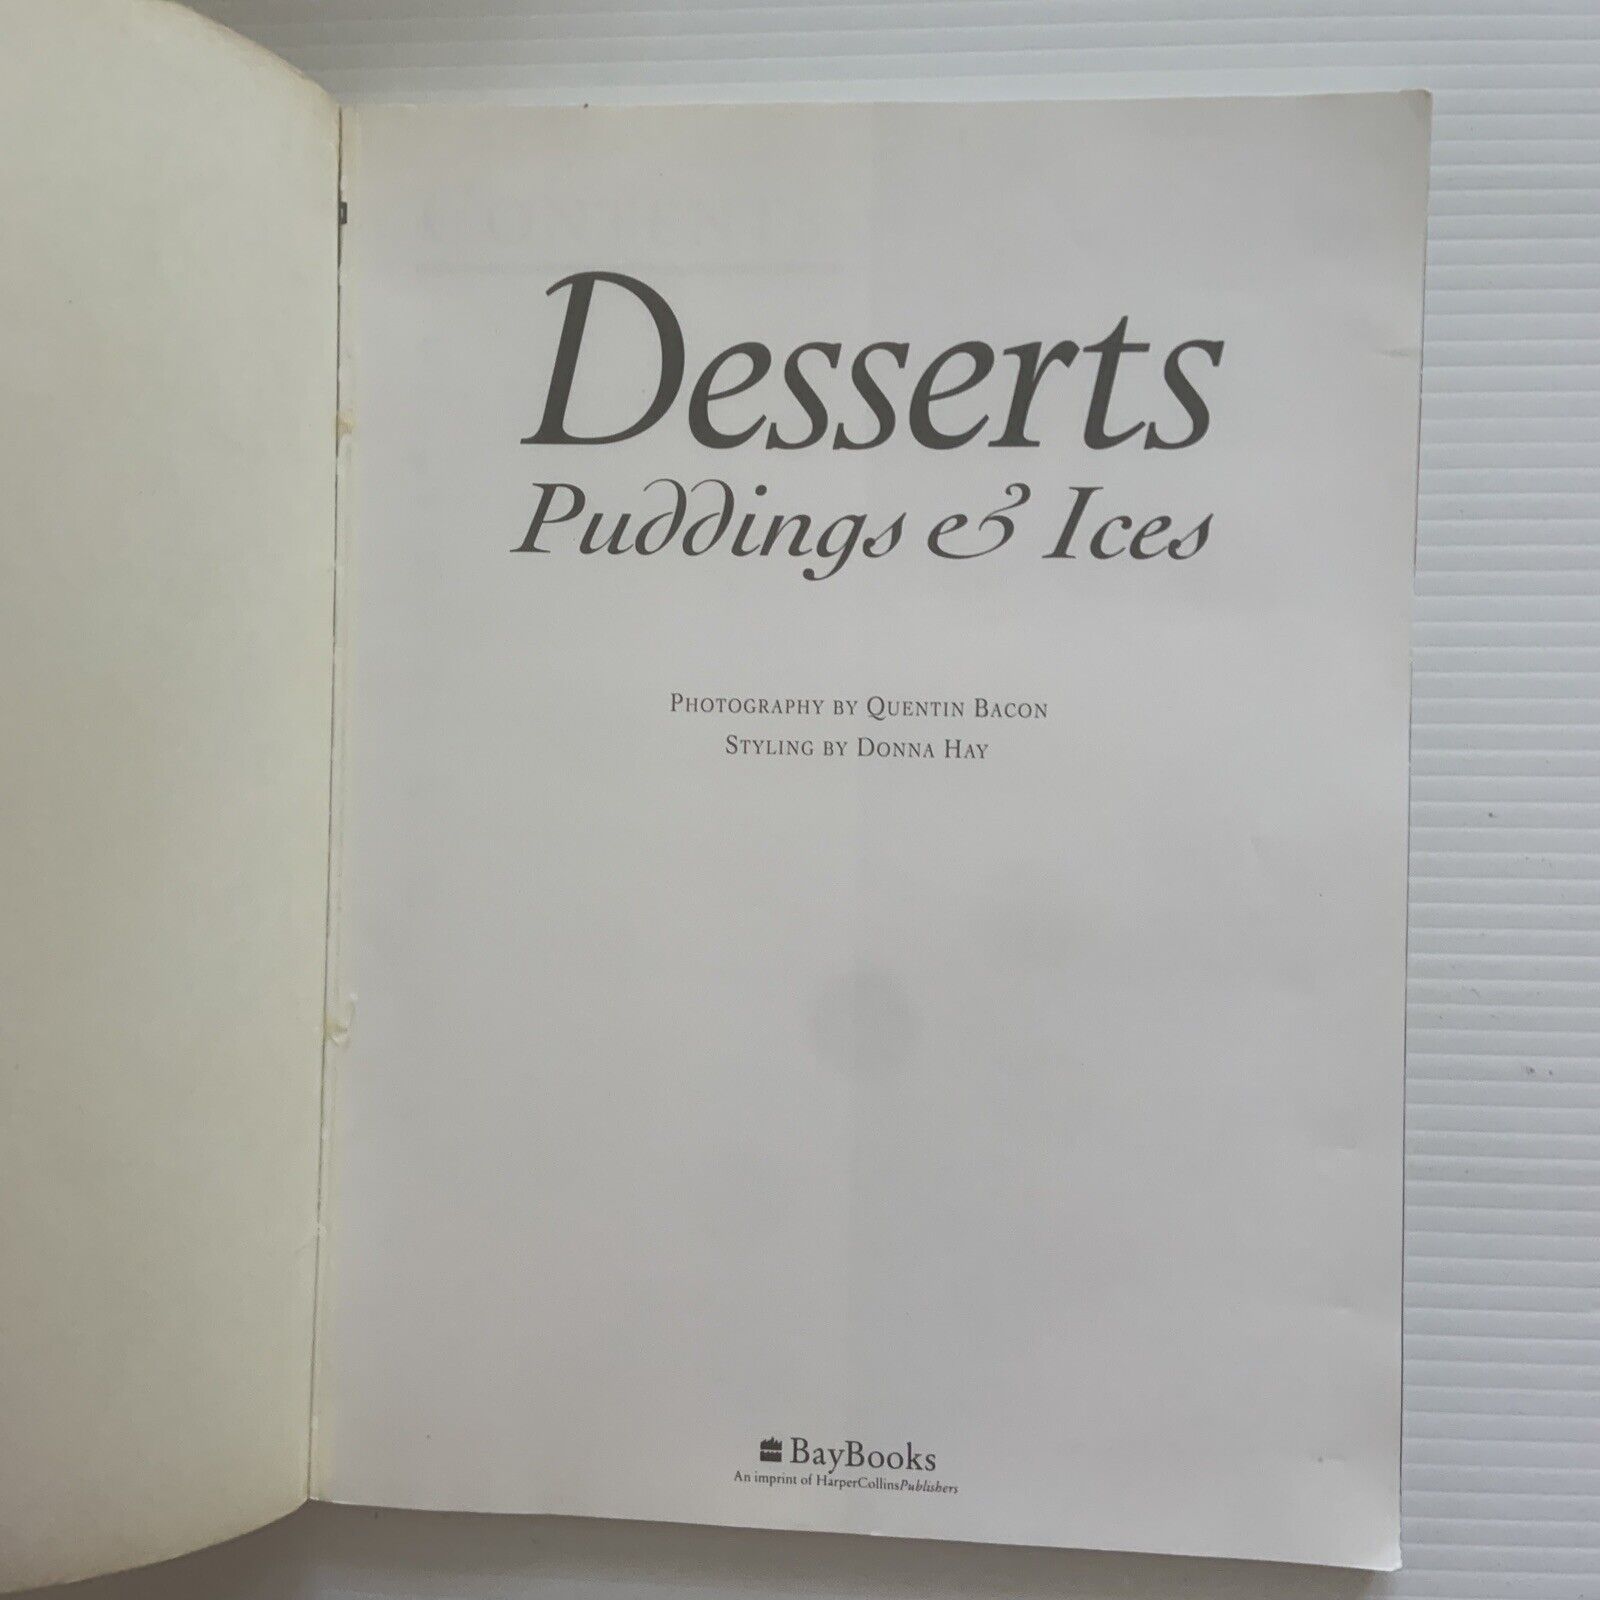 Desserts
Puddings & Ices
Photography by Quentin Bacon
Styling by Donna Hay
BayBooks
An imprint of HarperCollinsPublishers